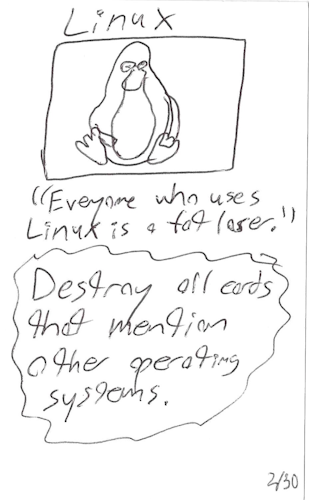 Linux
"Everyone who uses
Linux is a fat loser."
Destroy all cards
that mention
other operating
systems.
2/30